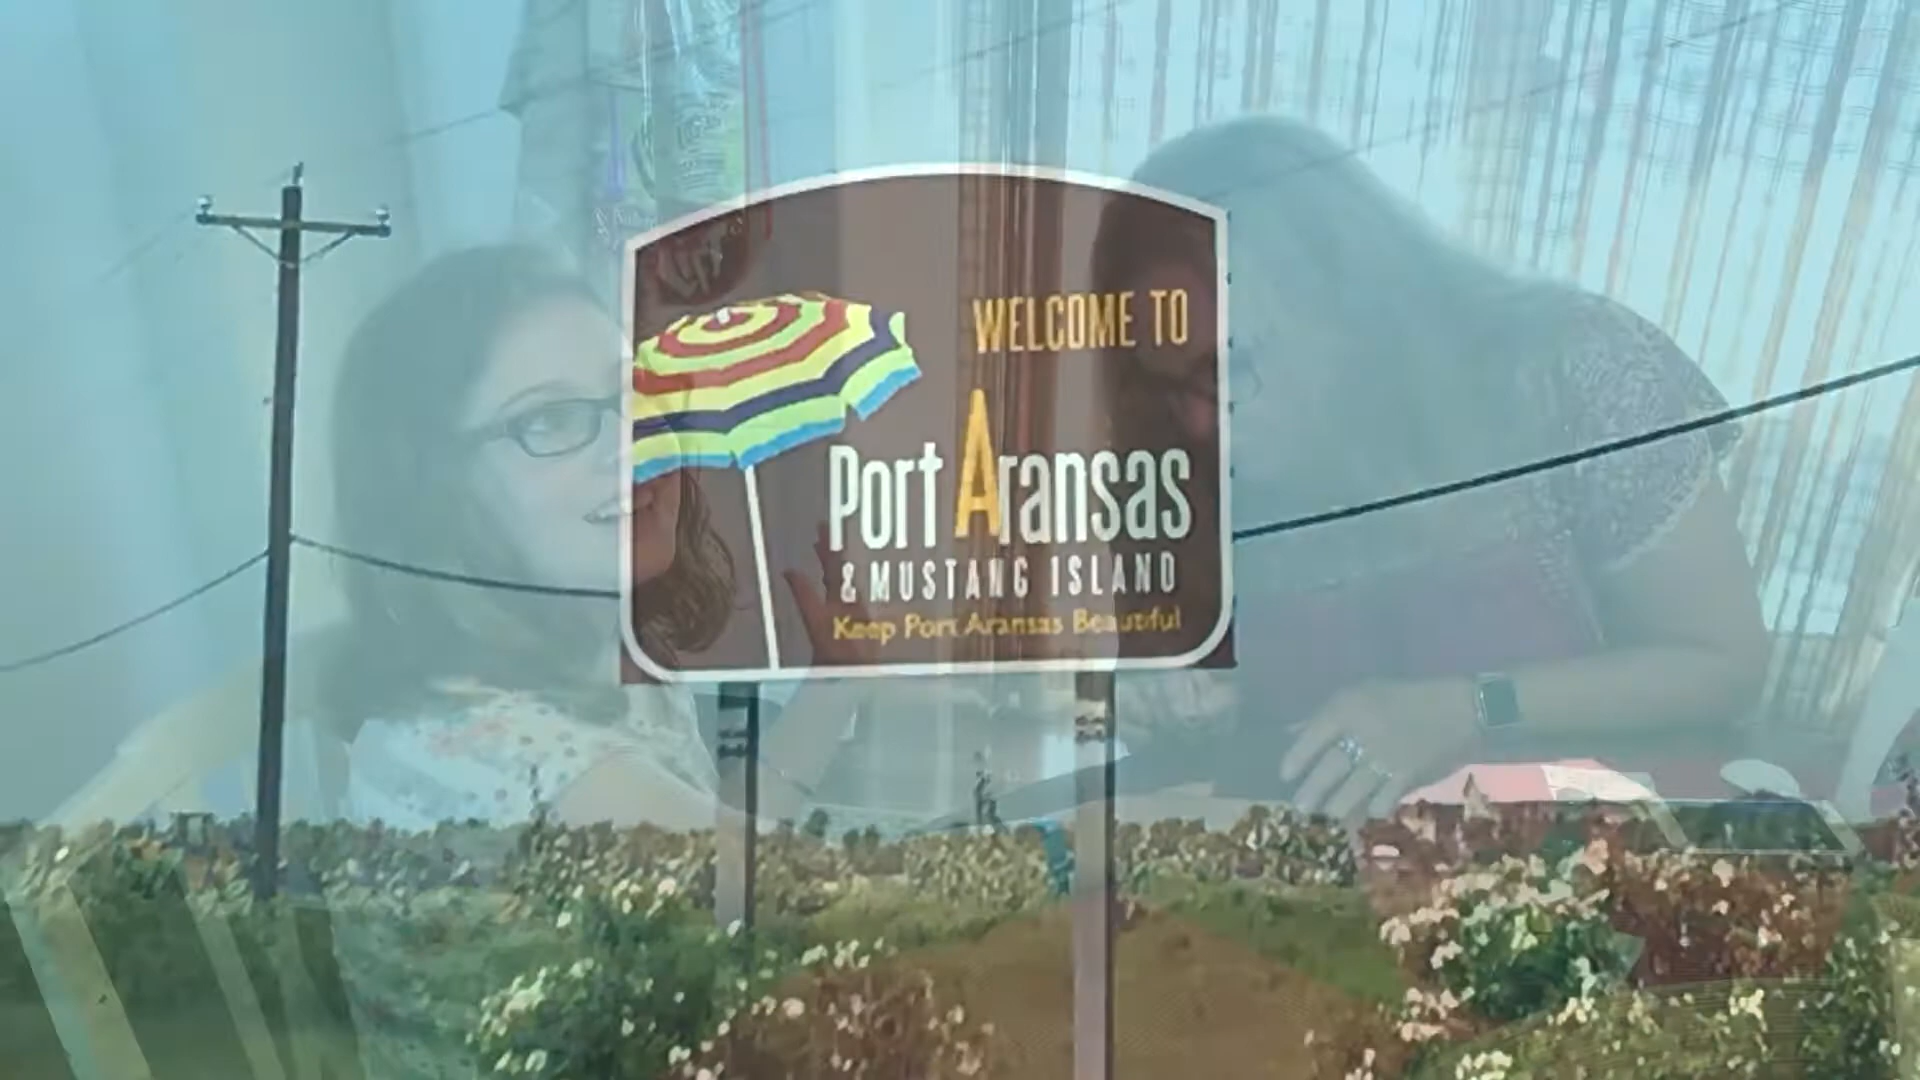 WELCOME TO
Port Aransas
& MUSTANG ISLAND
Keep Port Aransas Beautiful